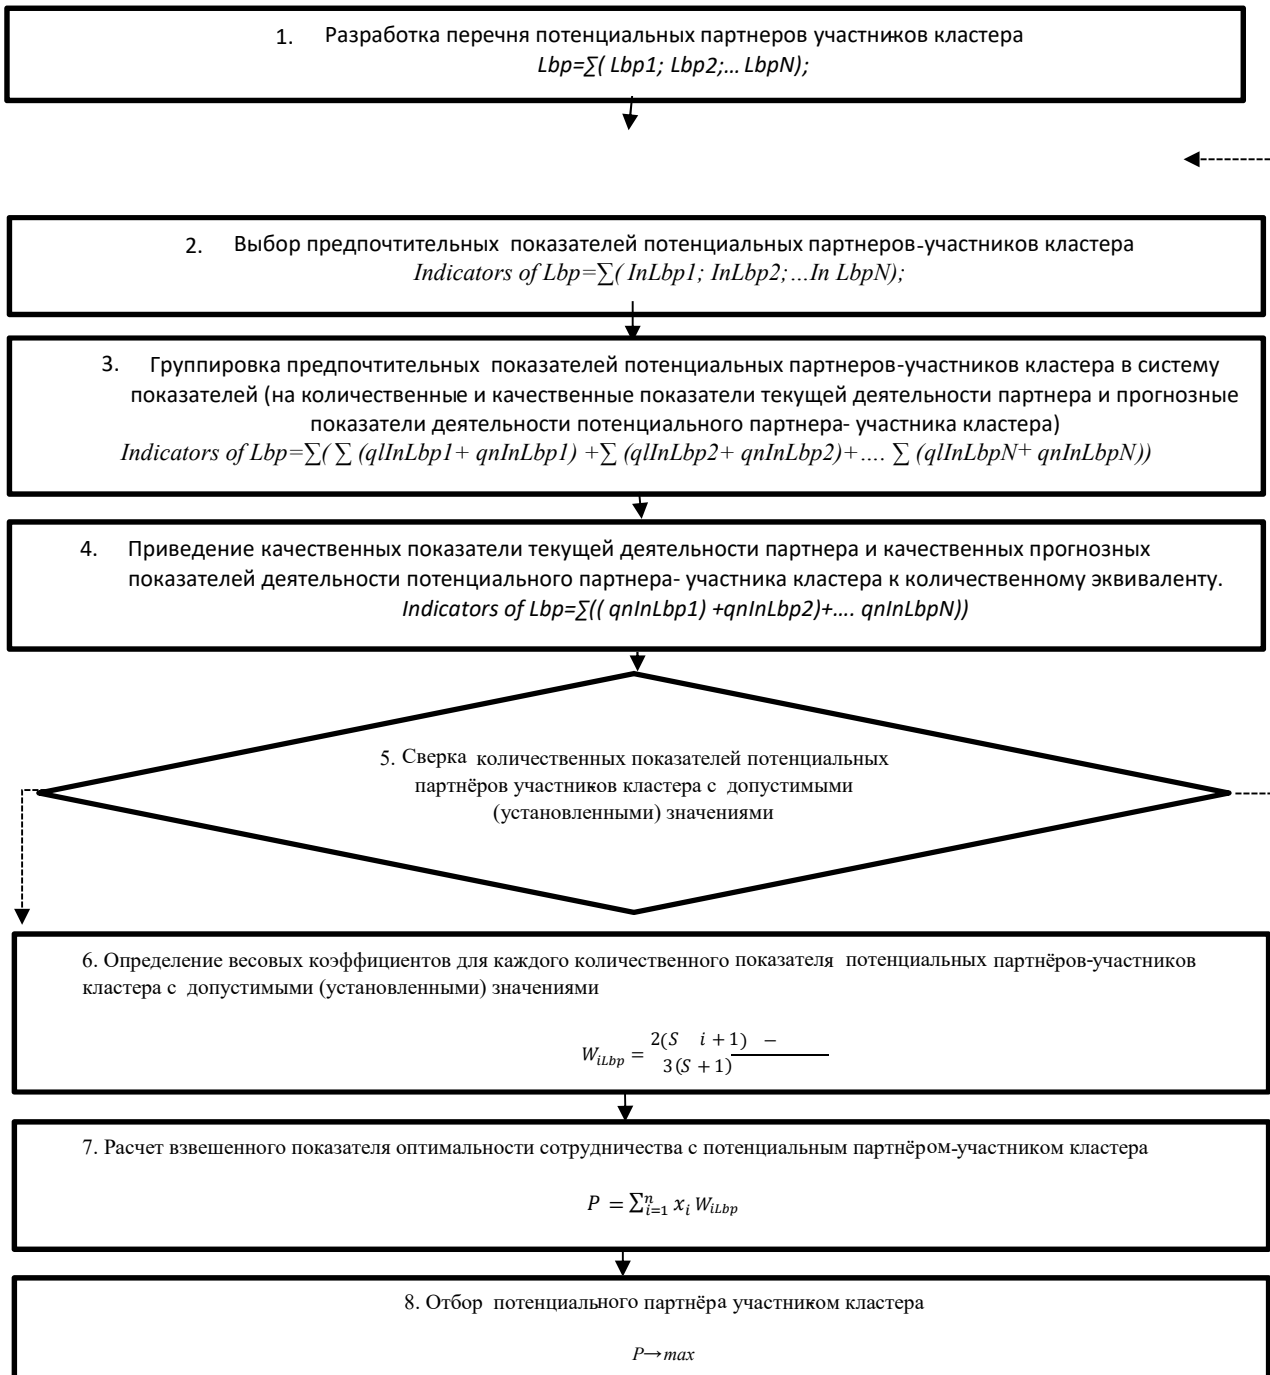 1. Разработка перечня потенциальных партнеров участников кластера
Lbp=∑( Lbp1; Lbp2;... LbpN);
2. Выбор предпочтительных показателей потенциальных партнеров-участников кластера
Indicators of Lbp=∑( InLbp1; InLbp2;...In LbpN);
3. Группировка предпочтительных показателей потенциальных партнеров-участников кластера в систему
показателей (на количественные и качественные показатели текущей деятельности партнера и прогнозные
показатели деятельности потенциального партнера- участника кластера)
Indicators of Lbp=∑( ∑ (qlInLbp1+ qnInLbp1) +∑ (qlInLbp2+ qnInLbp2)+.... ∑ (qlInLbpN+ qnInLbpN))
4. Приведение качественных показатели текущей деятельности партнера и качественных прогнозных
показателей деятельности потенциального партнера- участника кластера к количественному эквиваленту.
Indicators of Lbp=∑(( qnInLbp1) +qnInLbp2)+.... qnInLbpN))
5. Сверка количественных показателей потенциальных
партнёров участников кластера с допустимыми
(установленными) значениями
6. Определение весовых коэффициентов для каждого количественного показателя потенциальных партнёров-участников
кластера с допустимыми (установленными) значениями
2(S i + 1) −
W_{iLbp} =
3(S + 1)
7. Расчет взвешенного показателя оптимальности сотрудничества с потенциальным партнёром-участником кластера
P = ∑_{i=1}^{n} x_i W_{iLbp}
8. Отбор потенциального партнёра участником кластера
P→max